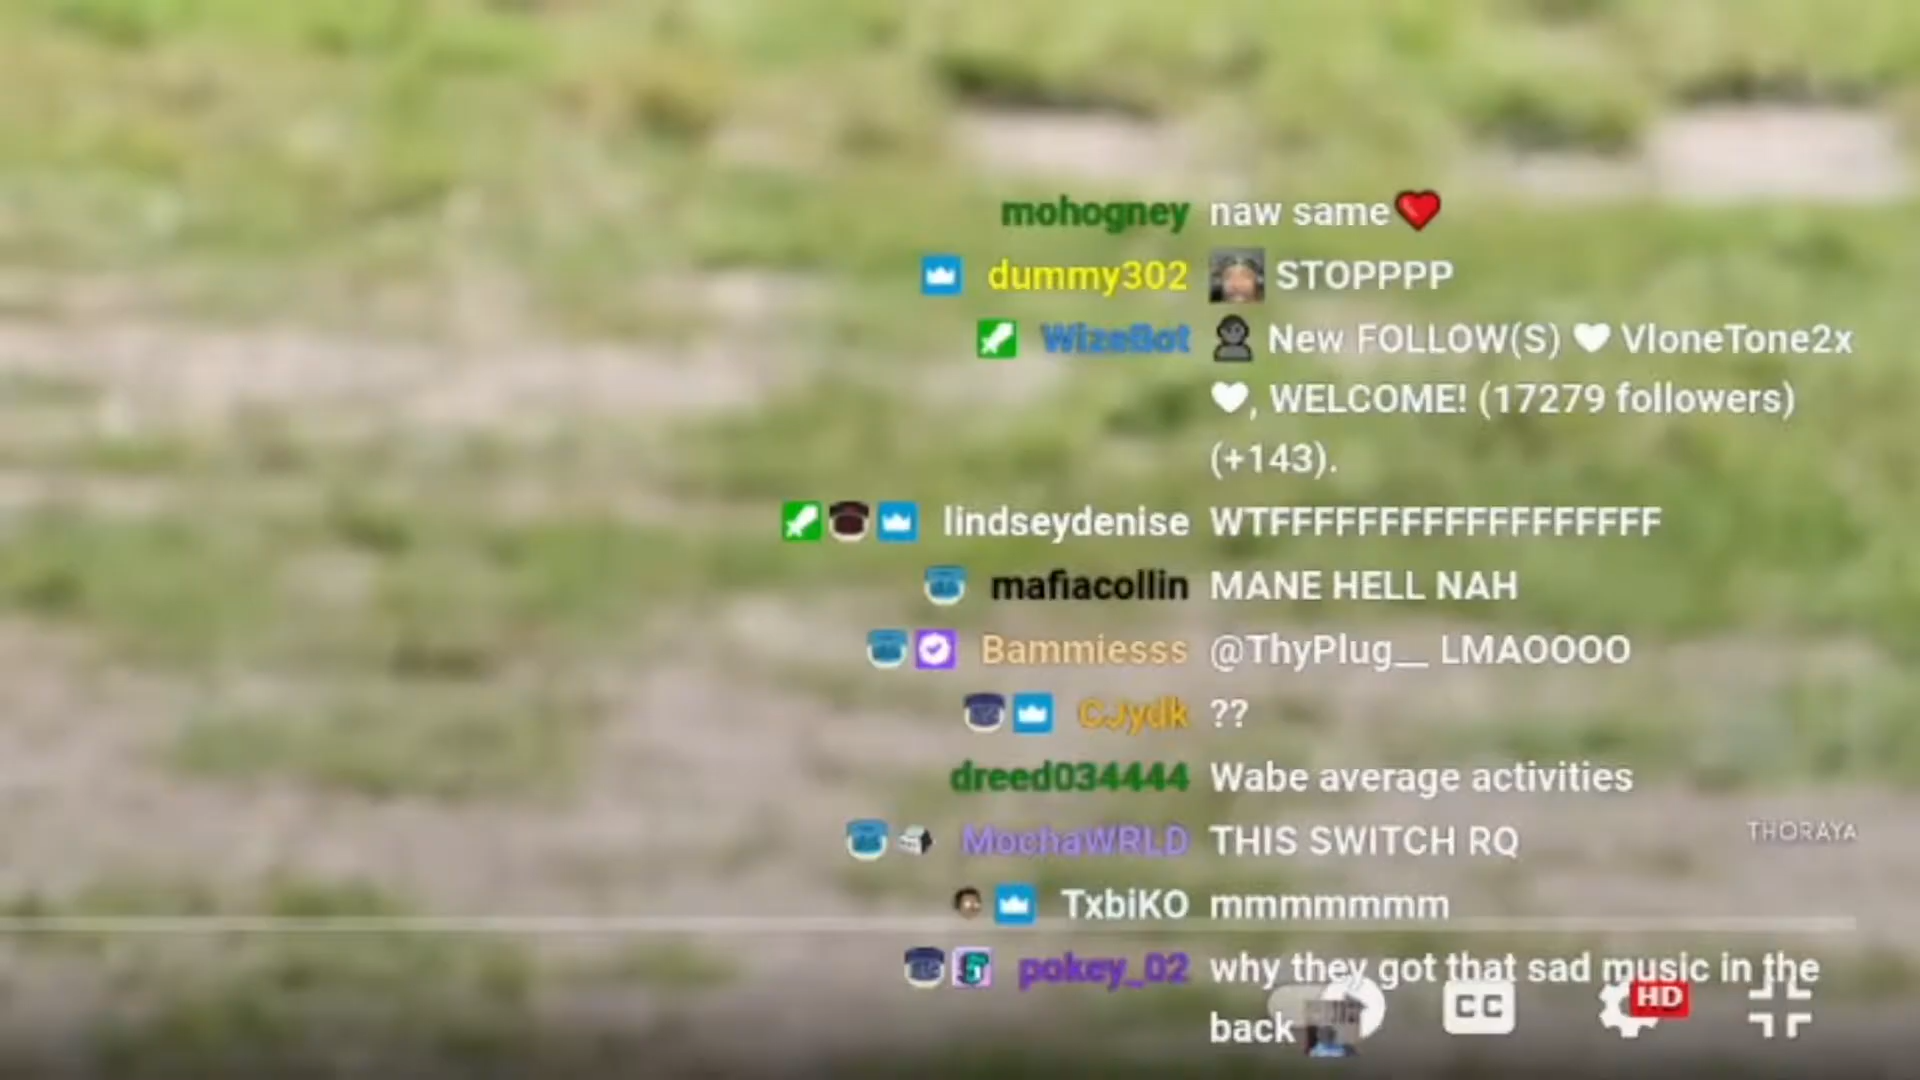 mohogney naw same
dummy302 STOPPPP
WizeBot New FOLLOW(S) VloneTone2x
, WELCOME! (17279 followers)
(+143).
lindseydenise WTFFFFFFFFFFFFFFFFFF
mafiacollin MANE HELL NAH
Bammiesss @ThyPlug__ LMAOOOO
CJydk ??
dreed034444 Wabe average activities
MochaWRLD THIS SWITCH RQ
THORAYA
TxbiKO mmmmmmm
pokey_02 why they got that sad music in the
back
CC HD